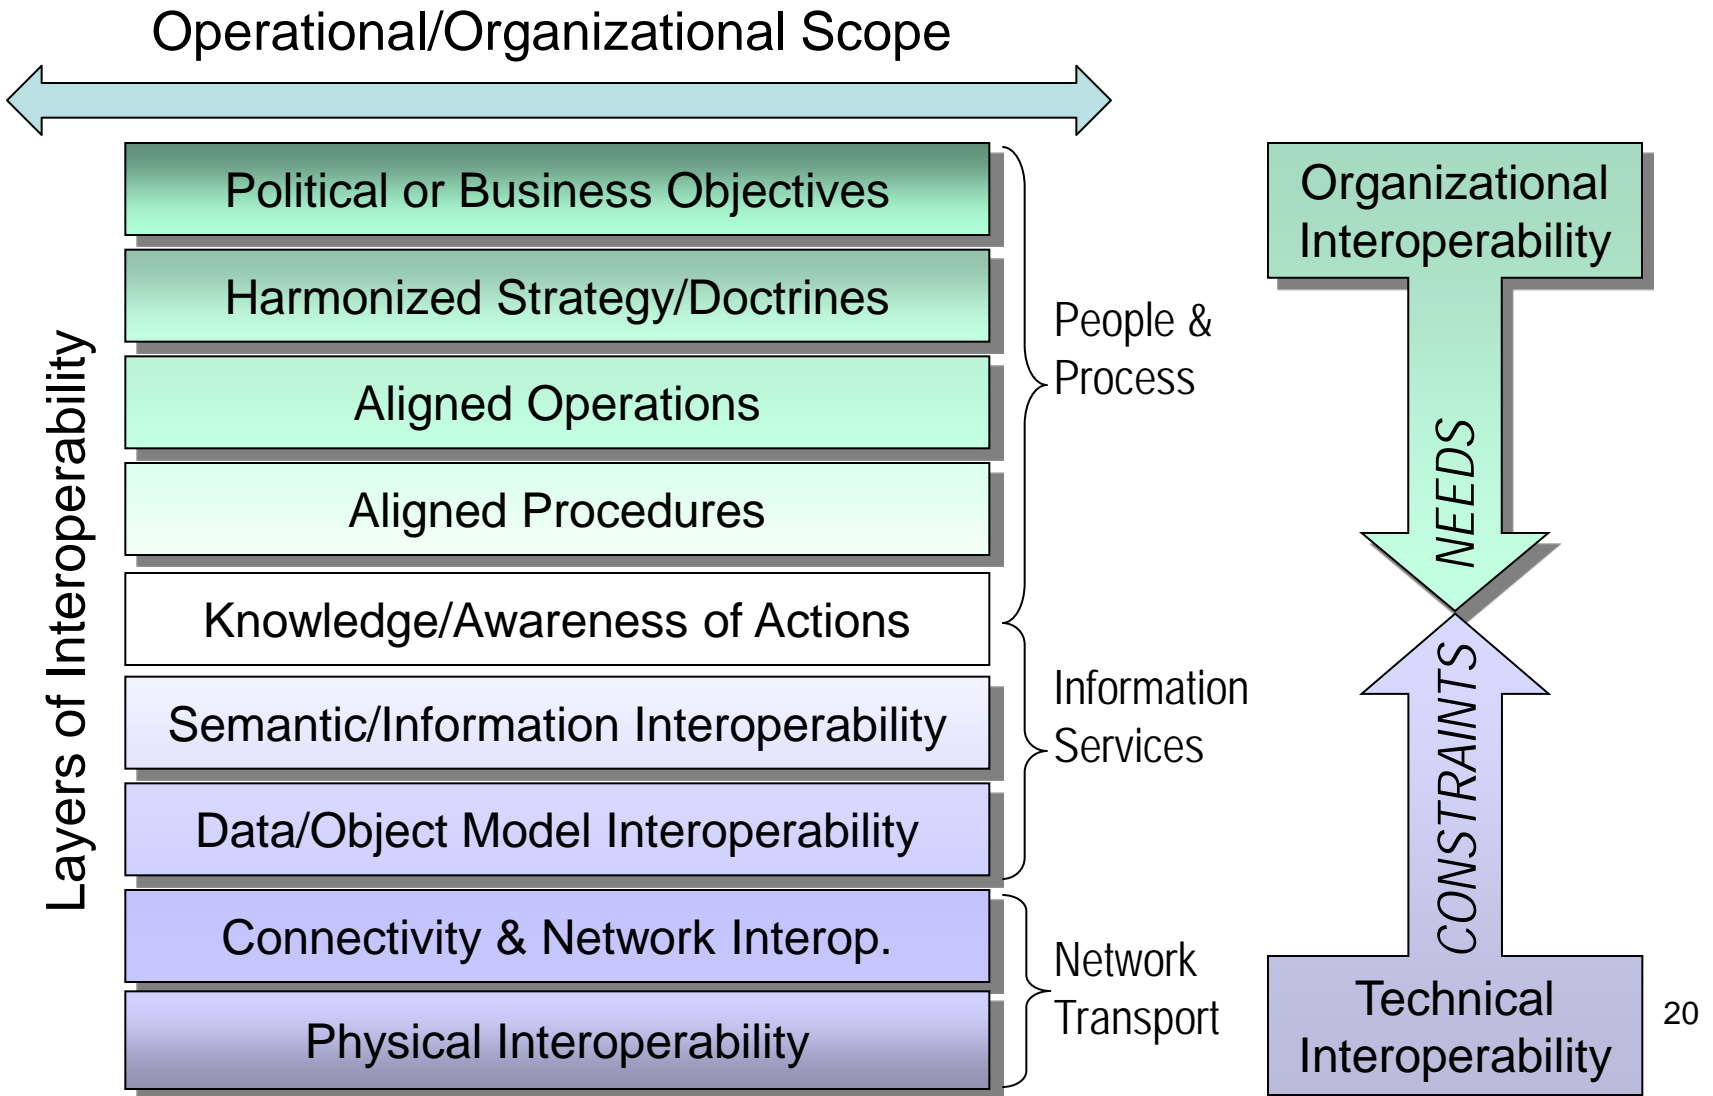 Operational/Organizational Scope
Layers of Interoperability
Political or Business Objectives
Harmonized Strategy/Doctrines
Aligned Operations
Aligned Procedures
Knowledge/Awareness of Actions
Semantic/Information Interoperability
Data/Object Model Interoperability
Connectivity & Network Interop.
Physical Interoperability
People &
Process
Information
Services
Network
Transport
Organizational
Interoperability
NEEDS
CONSTRAINTS
Technical
Interoperability
20